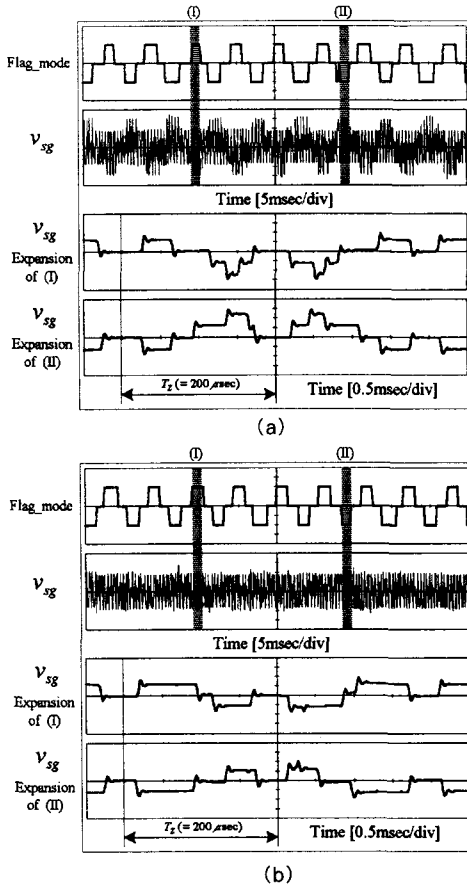 (I) (II)
Flag_mode
v_sg
Time [5msec/div]
v_sg
Expansion
of (I)
v_sg
Expansion
of (II)
T_z (= 200 μsec) Time [0.5msec/div]
(a)
(I) (II)
Flag_mode
v_sg
Time [5msec/div]
v_sg
Expansion
of (I)
v_sg
Expansion
of (II)
T_z (= 200 μsec) Time [0.5msec/div]
(b)